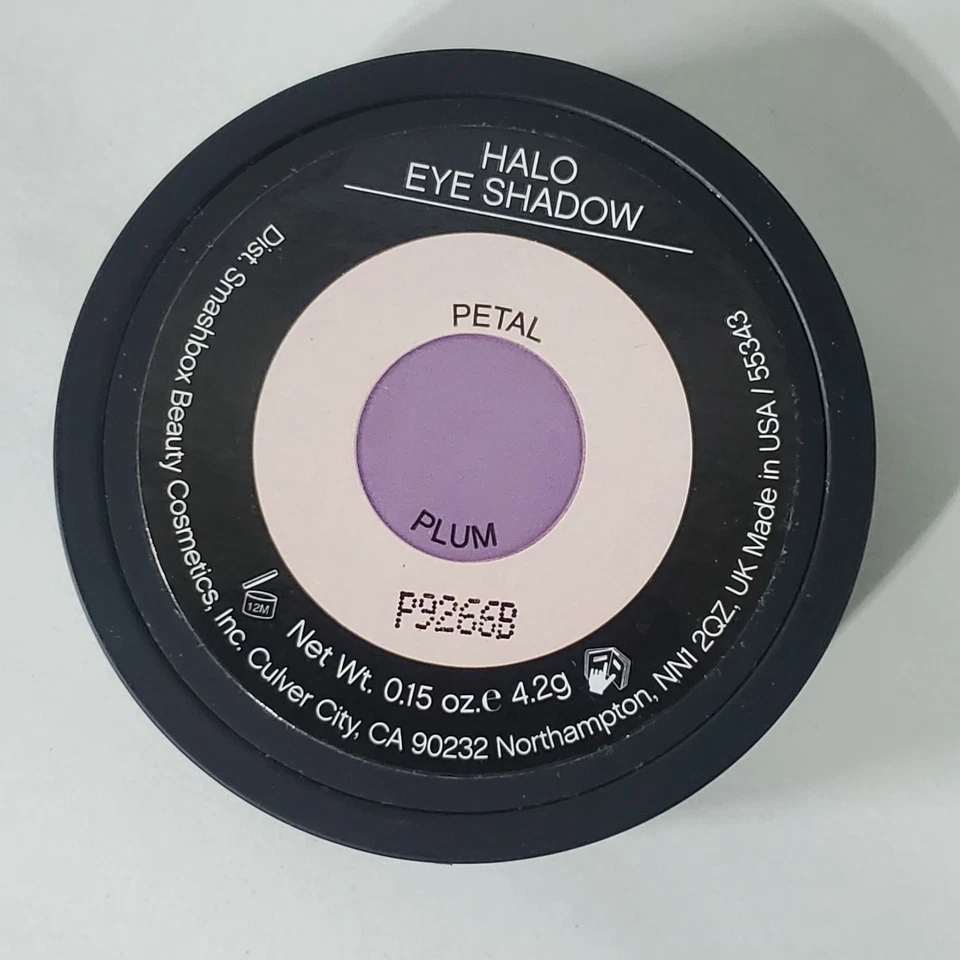 HALO
EYE SHADOW
PETAL
PLUM
P9266B
12M
Net Wt. 0.15 oz.e 4.2g
Dist. Smashbox Beauty Cosmetics, Inc. Culver City, CA 90232 Northampton, NN1 2QZ, UK Made in USA / 55343